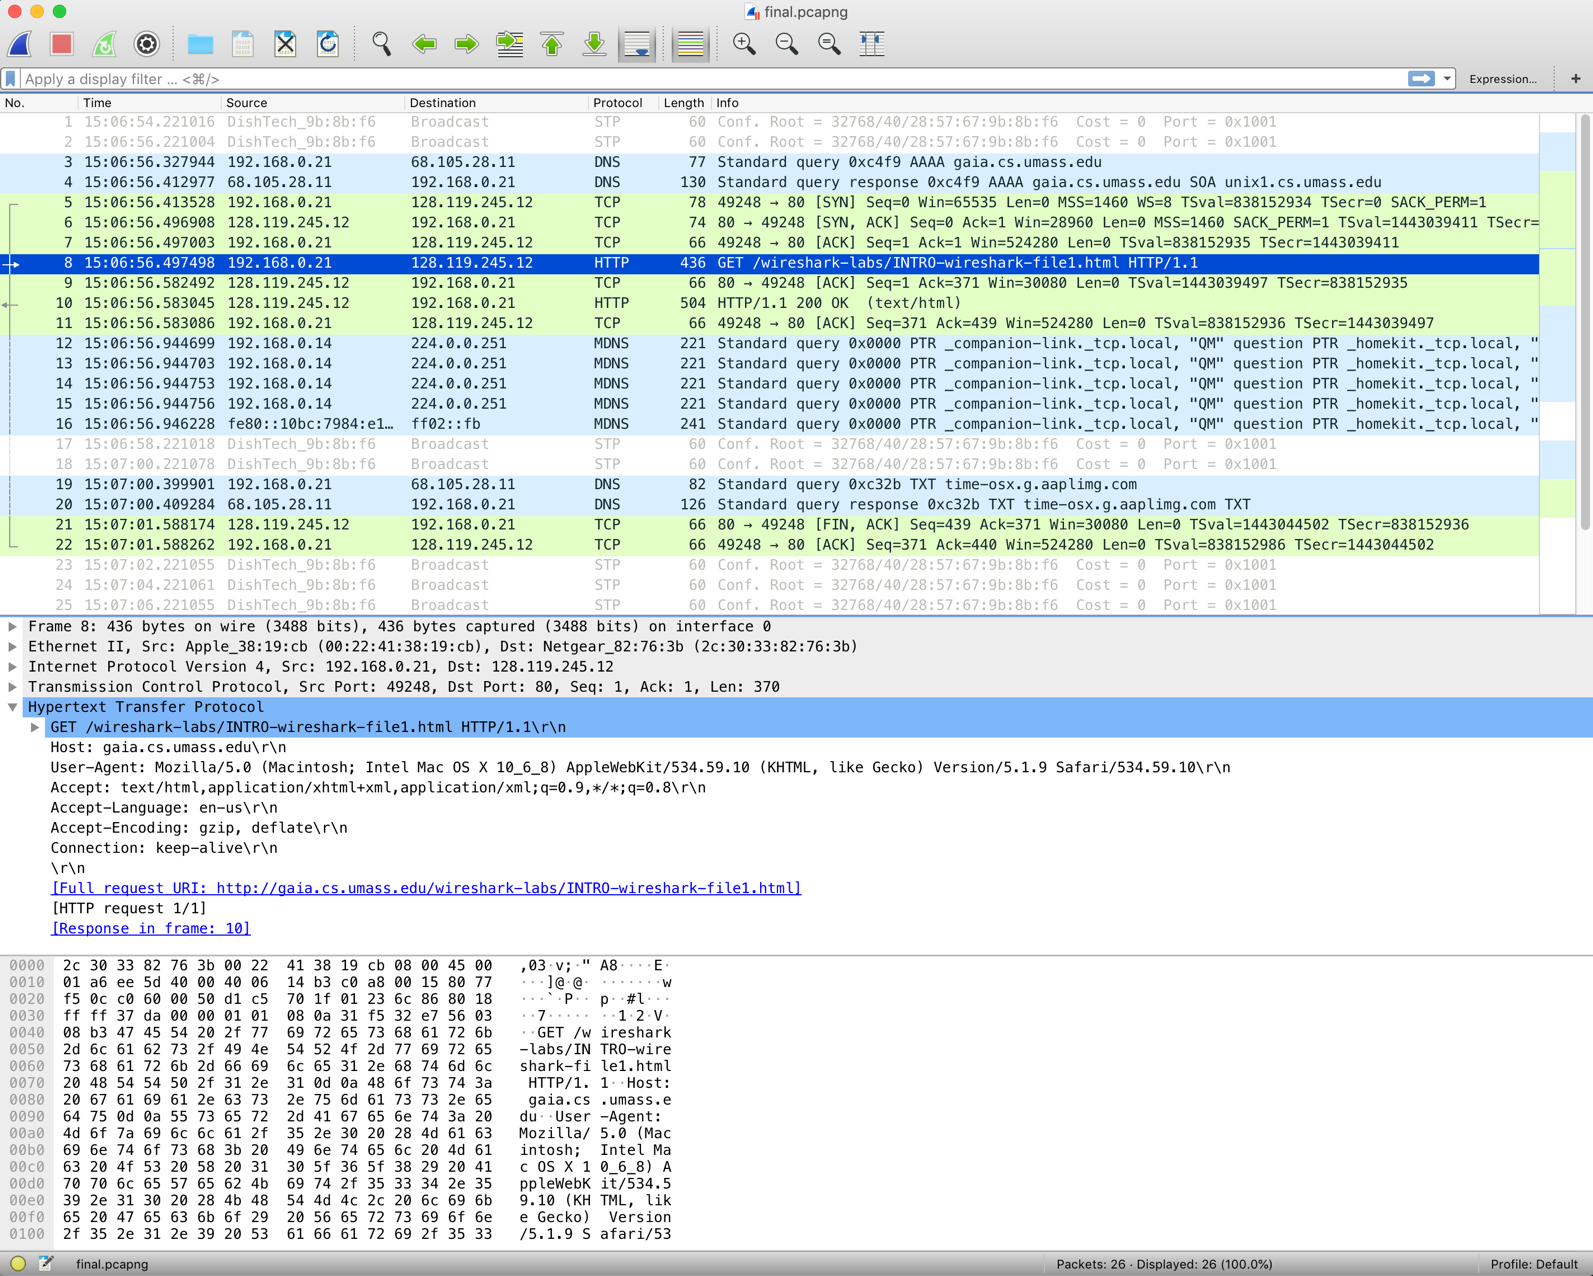 final.pcapng
Apply a display filter ... <⌘/>
Expression... +
No. Time Source Destination Protocol Length Info
1 15:06:54.221016 DishTech_9b:8b:f6 Broadcast STP 60 Conf. Root = 32768/40/28:57:67:9b:8b:f6 Cost = 0 Port = 0x1001
2 15:06:56.221004 DishTech_9b:8b:f6 Broadcast STP 60 Conf. Root = 32768/40/28:57:67:9b:8b:f6 Cost = 0 Port = 0x1001
3 15:06:56.327944 192.168.0.21 68.105.28.11 DNS 77 Standard query 0xc4f9 AAAA gaia.cs.umass.edu
4 15:06:56.412977 68.105.28.11 192.168.0.21 DNS 130 Standard query response 0xc4f9 AAAA gaia.cs.umass.edu SOA unix1.cs.umass.edu
5 15:06:56.413528 192.168.0.21 128.119.245.12 TCP 78 49248 → 80 [SYN] Seq=0 Win=65535 Len=0 MSS=1460 WS=8 TSval=838152934 TSecr=0 SACK_PERM=1
6 15:06:56.496908 128.119.245.12 192.168.0.21 TCP 74 80 → 49248 [SYN, ACK] Seq=0 Ack=1 Win=28960 Len=0 MSS=1460 SACK_PERM=1 TSval=1443039411 TSecr=
7 15:06:56.497003 192.168.0.21 128.119.245.12 TCP 66 49248 → 80 [ACK] Seq=1 Ack=1 Win=524280 Len=0 TSval=838152935 TSecr=1443039411
8 15:06:56.497498 192.168.0.21 128.119.245.12 HTTP 436 GET /wireshark-labs/INTRO-wireshark-file1.html HTTP/1.1
9 15:06:56.582492 128.119.245.12 192.168.0.21 TCP 66 80 → 49248 [ACK] Seq=1 Ack=371 Win=30080 Len=0 TSval=1443039497 TSecr=838152935
10 15:06:56.583045 128.119.245.12 192.168.0.21 HTTP 504 HTTP/1.1 200 OK (text/html)
11 15:06:56.583086 192.168.0.21 128.119.245.12 TCP 66 49248 → 80 [ACK] Seq=371 Ack=439 Win=524280 Len=0 TSval=838152936 TSecr=1443039497
12 15:06:56.944699 192.168.0.14 224.0.0.251 MDNS 221 Standard query 0x0000 PTR _companion-link._tcp.local, "QM" question PTR _homekit._tcp.local, "
13 15:06:56.944703 192.168.0.14 224.0.0.251 MDNS 221 Standard query 0x0000 PTR _companion-link._tcp.local, "QM" question PTR _homekit._tcp.local, "
14 15:06:56.944753 192.168.0.14 224.0.0.251 MDNS 221 Standard query 0x0000 PTR _companion-link._tcp.local, "QM" question PTR _homekit._tcp.local, "
15 15:06:56.944756 192.168.0.14 224.0.0.251 MDNS 221 Standard query 0x0000 PTR _companion-link._tcp.local, "QM" question PTR _homekit._tcp.local, "
16 15:06:56.946228 fe80::10bc:7984:e1… ff02::fb MDNS 241 Standard query 0x0000 PTR _companion-link._tcp.local, "QM" question PTR _homekit._tcp.local, "
17 15:06:58.221018 DishTech_9b:8b:f6 Broadcast STP 60 Conf. Root = 32768/40/28:57:67:9b:8b:f6 Cost = 0 Port = 0x1001
18 15:07:00.221078 DishTech_9b:8b:f6 Broadcast STP 60 Conf. Root = 32768/40/28:57:67:9b:8b:f6 Cost = 0 Port = 0x1001
19 15:07:00.399901 192.168.0.21 68.105.28.11 DNS 82 Standard query 0xc32b TXT time-osx.g.aaplimg.com
20 15:07:00.409284 68.105.28.11 192.168.0.21 DNS 126 Standard query response 0xc32b TXT time-osx.g.aaplimg.com TXT
21 15:07:01.588174 128.119.245.12 192.168.0.21 TCP 66 80 → 49248 [FIN, ACK] Seq=439 Ack=371 Win=30080 Len=0 TSval=1443044502 TSecr=838152936
22 15:07:01.588262 192.168.0.21 128.119.245.12 TCP 66 49248 → 80 [ACK] Seq=371 Ack=440 Win=524280 Len=0 TSval=838152986 TSecr=1443044502
23 15:07:02.221055 DishTech_9b:8b:f6 Broadcast STP 60 Conf. Root = 32768/40/28:57:67:9b:8b:f6 Cost = 0 Port = 0x1001
24 15:07:04.221061 DishTech_9b:8b:f6 Broadcast STP 60 Conf. Root = 32768/40/28:57:67:9b:8b:f6 Cost = 0 Port = 0x1001
25 15:07:06.221055 DishTech_9b:8b:f6 Broadcast STP 60 Conf. Root = 32768/40/28:57:67:9b:8b:f6 Cost = 0 Port = 0x1001
Frame 8: 436 bytes on wire (3488 bits), 436 bytes captured (3488 bits) on interface 0
Ethernet II, Src: Apple_38:19:cb (00:22:41:38:19:cb), Dst: Netgear_82:76:3b (2c:30:33:82:76:3b)
Internet Protocol Version 4, Src: 192.168.0.21, Dst: 128.119.245.12
Transmission Control Protocol, Src Port: 49248, Dst Port: 80, Seq: 1, Ack: 1, Len: 370
Hypertext Transfer Protocol
GET /wireshark-labs/INTRO-wireshark-file1.html HTTP/1.1\r\n
Host: gaia.cs.umass.edu\r\n
User-Agent: Mozilla/5.0 (Macintosh; Intel Mac OS X 10_6_8) AppleWebKit/534.59.10 (KHTML, like Gecko) Version/5.1.9 Safari/534.59.10\r\n
Accept: text/html,application/xhtml+xml,application/xml;q=0.9,*/*;q=0.8\r\n
Accept-Language: en-us\r\n
Accept-Encoding: gzip, deflate\r\n
Connection: keep-alive\r\n
\r\n
[Full request URI: http://gaia.cs.umass.edu/wireshark-labs/INTRO-wireshark-file1.html]
[HTTP request 1/1]
[Response in frame: 10]
0000 2c 30 33 82 76 3b 00 22 41 38 19 cb 08 00 45 00 ,03·v;·" A8····E·
0010 01 a6 ee 5d 40 00 40 06 14 b3 c0 a8 00 15 80 77 ···]@·@· ·······w
0020 f5 0c c0 60 00 50 d1 c5 70 1f 01 23 6c 86 80 18 ···`·P·· p··#l···
0030 ff ff 37 da 00 00 01 01 08 0a 31 f5 32 e7 56 03 ··7····· ··1·2·V·
0040 08 b3 47 45 54 20 2f 77 69 72 65 73 68 61 72 6b ··GET /w ireshark
0050 2d 6c 61 62 73 2f 49 4e 54 52 4f 2d 77 69 72 65 -labs/IN TRO-wire
0060 73 68 61 72 6b 2d 66 69 6c 65 31 2e 68 74 6d 6c shark-fi le1.html
0070 20 48 54 54 50 2f 31 2e 31 0d 0a 48 6f 73 74 3a HTTP/1. 1··Host:
0080 20 67 61 69 61 2e 63 73 2e 75 6d 61 73 73 2e 65 gaia.cs .umass.e
0090 64 75 0d 0a 55 73 65 72 2d 41 67 65 6e 74 3a 20 du··User -Agent:
00a0 4d 6f 7a 69 6c 6c 61 2f 35 2e 30 20 28 4d 61 63 Mozilla/ 5.0 (Mac
00b0 69 6e 74 6f 73 68 3b 20 49 6e 74 65 6c 20 4d 61 intosh; Intel Ma
00c0 63 20 4f 53 20 58 20 31 30 5f 36 5f 38 29 20 41 c OS X 1 0_6_8) A
00d0 70 70 6c 65 57 65 62 4b 69 74 2f 35 33 34 2e 35 ppleWebK it/534.5
00e0 39 2e 31 30 20 28 4b 48 54 4d 4c 2c 20 6c 69 6b 9.10 (KH TML, lik
00f0 65 20 47 65 63 6b 6f 29 20 56 65 72 73 69 6f 6e e Gecko) Version
0100 2f 35 2e 31 2e 39 20 53 61 66 61 72 69 2f 35 33 /5.1.9 S afari/53
final.pcapng Packets: 26 · Displayed: 26 (100.0%) Profile: Default